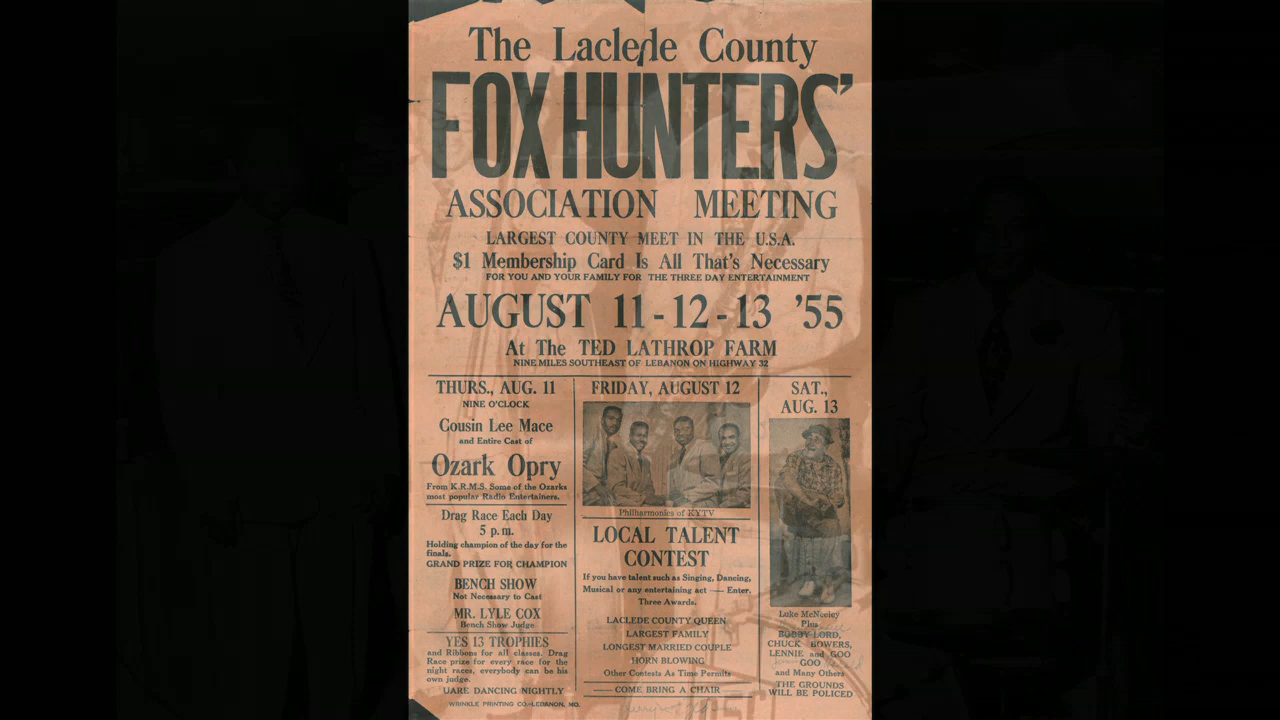 The Laclede County
FOX HUNTERS'
ASSOCIATION MEETING
LARGEST COUNTY MEET IN THE U.S.A.
$1 Membership Card Is All That's Necessary
FOR YOU AND YOUR FAMILY FOR THE THREE DAY ENTERTAINMENT
AUGUST 11-12-13 '55
At The TED LATHROP FARM
NINE MILES SOUTHEAST OF LEBANON ON HIGHWAY 32
THURS., AUG. 11
NINE O'CLOCK
Cousin Lee Mace
and Entire Cast of
Ozark Opry
From K.R.M.S. Some of the Ozarks
most popular Radio Entertainers.
Drag Race Each Day
5 p.m.
Holding champion of the day for the
finals.
GRAND PRIZE FOR CHAMPION
BENCH SHOW
Not Necessary to Cast
MR. LYLE COX
Bench Show Judge
YES 13 TROPHIES
and Ribbons for all classes. Drag
Race prize for every race for the
night races, everybody can be his
own judge.
UARE DANCING NIGHTLY
WRINKLE PRINTING CO.-LEBANON, MO.
FRIDAY, AUGUST 12
Philharmonics of KYTV
LOCAL TALENT
CONTEST
If you have talent such as Singing, Dancing,
Musical or any entertaining act — Enter.
Three Awards.
LACLEDE COUNTY QUEEN
LARGEST FAMILY
LONGEST MARRIED COUPLE
HORN BLOWING
Other Contests As Time Permits
COME BRING A CHAIR
SAT.,
AUG. 13
Luke McNeeley
Plus
BOBBY LORD,
CHUCK BOWERS,
LENNIE and GOO
GOO
and Many Others
THE GROUNDS
WILL BE POLICED